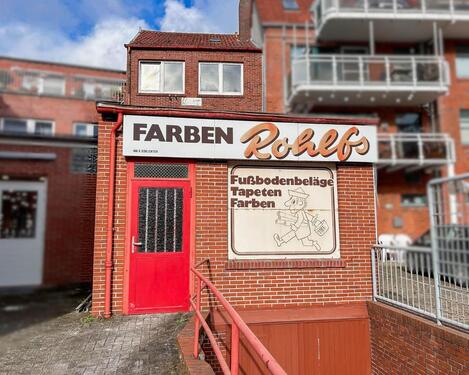 FARBEN Rohlfs
Fußbodenbeläge
Tapeten
Farben